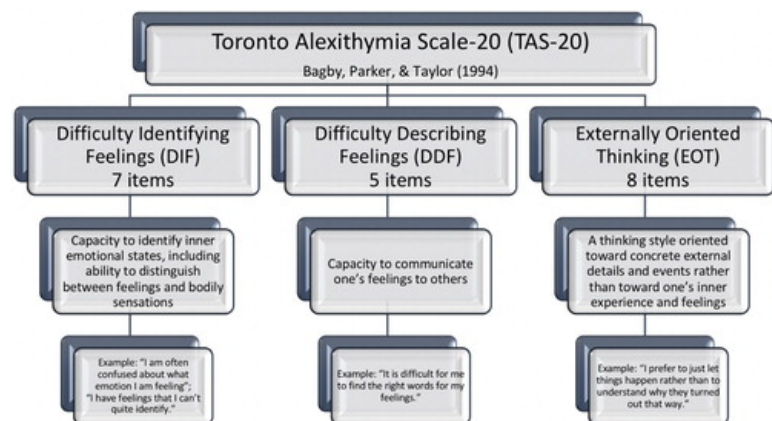 Toronto Alexithymia Scale-20 (TAS-20)
Bagby, Parker, & Taylor (1994)
Difficulty Identifying
Feelings (DIF)
7 items
Difficulty Describing
Feelings (DDF)
5 items
Externally Oriented
Thinking (EOT)
8 items
Capacity to identify inner
emotional states, including
ability to distinguish
between feelings and bodily
sensations
Capacity to communicate
one's feelings to others
A thinking style oriented
toward concrete external
details and events rather
than toward one's inner
experience and feelings
Example: "I am often
confused about what
emotion I am feeling";
"I have feelings that I can't
quite identify."
Example: "It is difficult for me
to find the right words for my
feelings."
Example: "I prefer to just let
things happen rather than to
understand why they turned
out that way."